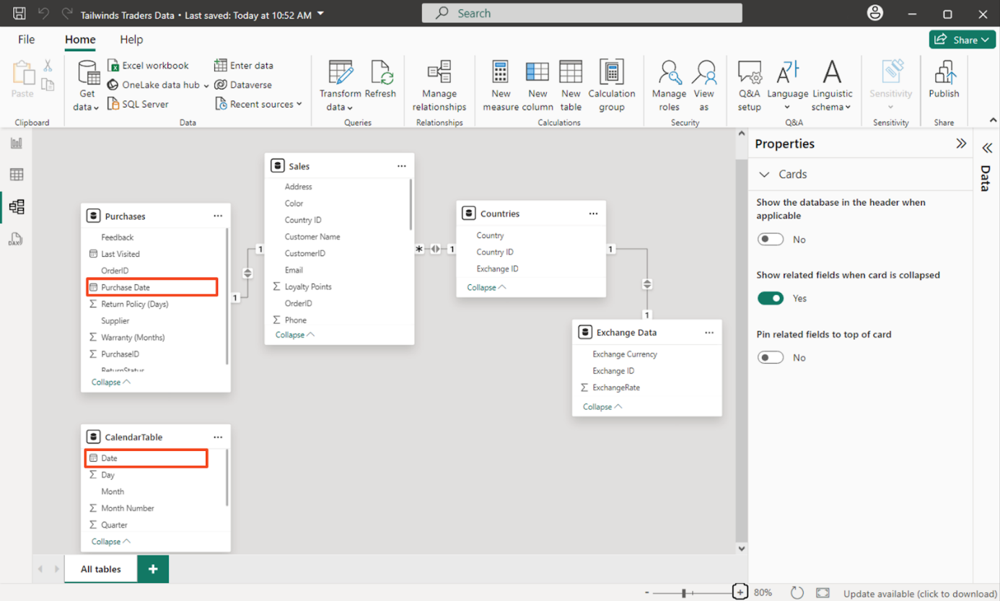 Tailwinds Traders Data • Last saved: Today at 10:52 AM
Search
File
Home
Help
Share
Paste
Get data
Excel workbook
OneLake data hub
SQL Server
Enter data
Dataverse
Recent sources
Transform data
Refresh
Manage relationships
New measure
New column
New table
Calculation group
Manage roles
View as
Q&A setup
Language
Linguistic schema
Sensitivity
Publish
Clipboard
Data
Queries
Relationships
Calculations
Security
Q&A
Sensitivity
Share
DAX
Purchases
Feedback
Last Visited
OrderID
Purchase Date
Return Policy (Days)
Supplier
Warranty (Months)
PurchaseID
ReturnStatus
Collapse
1
1
Sales
Address
Color
Country ID
Customer Name
CustomerID
Email
Loyalty Points
OrderID
Phone
Collapse
*
1
Countries
Country
Country ID
Exchange ID
Collapse
1
1
Exchange Data
Exchange Currency
Exchange ID
ExchangeRate
Collapse
CalendarTable
Date
Day
Month
Month Number
Quarter
Collapse
Properties
Cards
Show the database in the header when
applicable
No
Show related fields when card is collapsed
Yes
Pin related fields to top of card
No
Data
All tables
+
- + 80%
Update available (click to download)